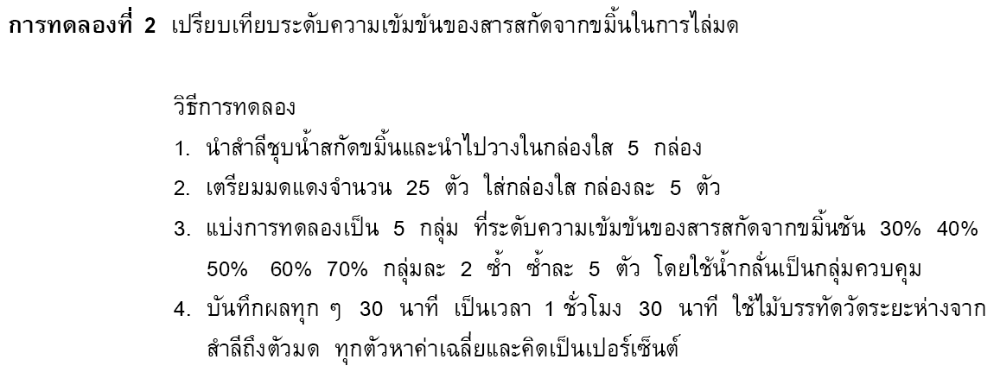 การทดลองที่ 2 เปรียบเทียบระดับความเข้มข้นของสารสกัดจากขมิ้นในการไล่มด
วิธีการทดลอง
1. นำสำลีชุบน้ำสกัดขมิ้นและนำไปวางในกล่องใส 5 กล่อง
2. เตรียมมดแดงจำนวน 25 ตัว ใส่กล่องใส กล่องละ 5 ตัว
3. แบ่งการทดลองเป็น 5 กลุ่ม ที่ระดับความเข้มข้นของสารสกัดจากขมิ้นชัน 30% 40%
50% 60% 70% กลุ่มละ 2 ซ้ำ ซ้ำละ 5 ตัว โดยใช้น้ำกลั่นเป็นกลุ่มควบคุม
4. บันทึกผลทุก ๆ 30 นาที เป็นเวลา 1 ชั่วโมง 30 นาที ใช้ไม้บรรทัดวัดระยะห่างจาก
สำลีถึงตัวมด ทุกตัวหาค่าเฉลี่ยและคิดเป็นเปอร์เซ็นต์